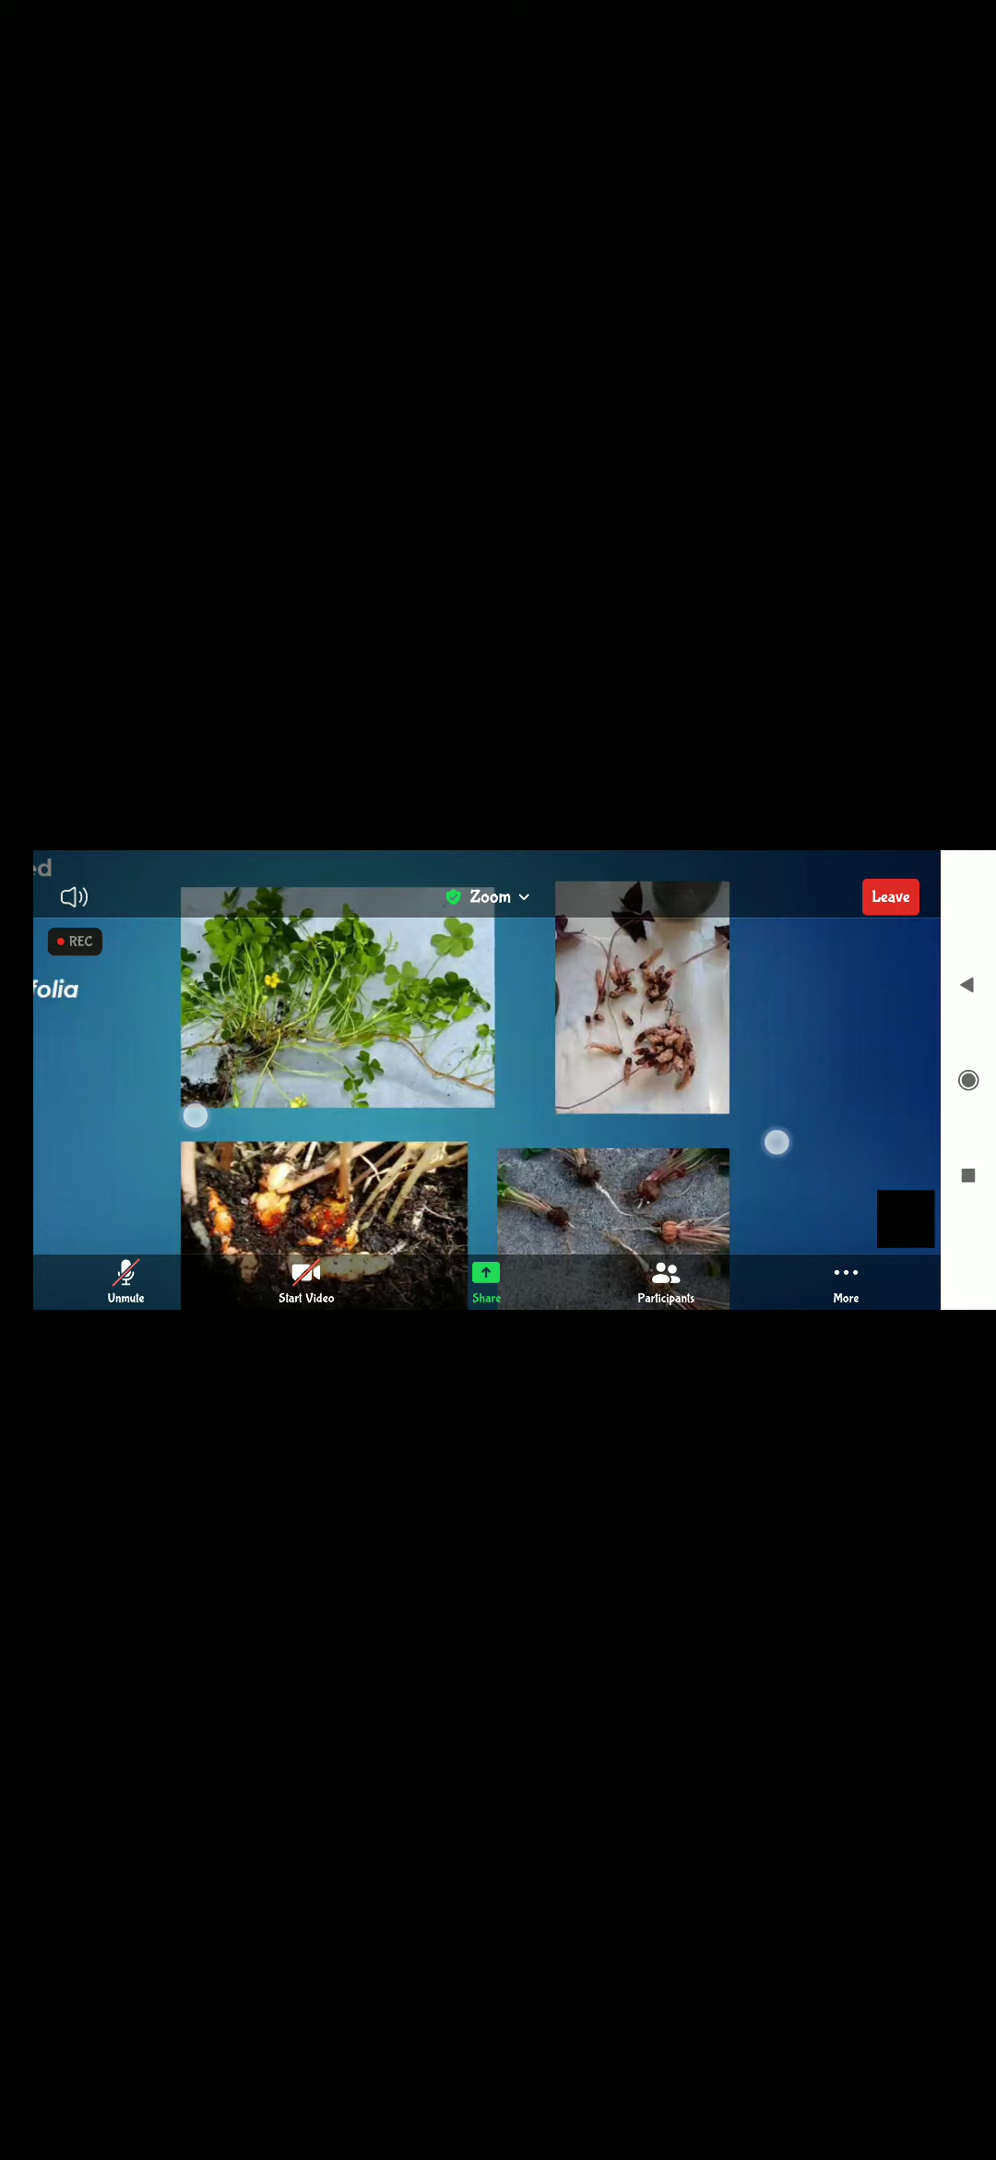 ed
Zoom
Leave
REC
folia
Unmute
Start Video
Share
Participants
More